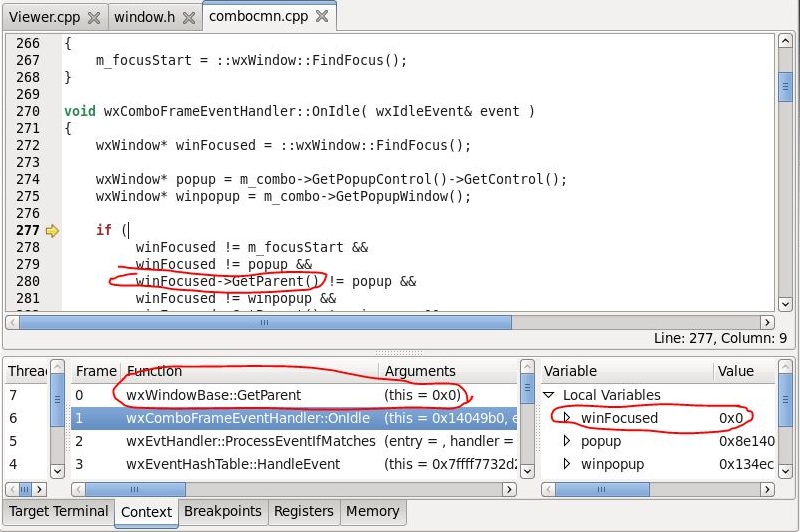 Viewer.cpp window.h combocmn.cpp
266 {
267 m_focusStart = ::wxWindow::FindFocus();
268 }
269
270 void wxComboFrameEventHandler::OnIdle( wxIdleEvent& event )
271 {
272 wxWindow* winFocused = ::wxWindow::FindFocus();
273
274 wxWindow* popup = m_combo->GetPopupControl()->GetControl();
275 wxWindow* winpopup = m_combo->GetPopupWindow();
276
277 if (
278 winFocused != m_focusStart &&
279 winFocused != popup &&
280 winFocused->GetParent() != popup &&
281 winFocused != winpopup &&
Line: 277, Column: 9
Threa Frame Function Arguments Variable Value
7 0 wxWindowBase::GetParent (this = 0x0) Local Variables
6 1 wxComboFrameEventHandler::OnIdle (this = 0x14049b0, e winFocused 0x0
5 2 wxEvtHandler::ProcessEventIfMatches (entry = , handler = popup 0x8e140
4 3 wxEventHashTable::HandleEvent (this = 0x7ffff7732d2 winpopup 0x134ec
Target Terminal Context Breakpoints Registers Memory